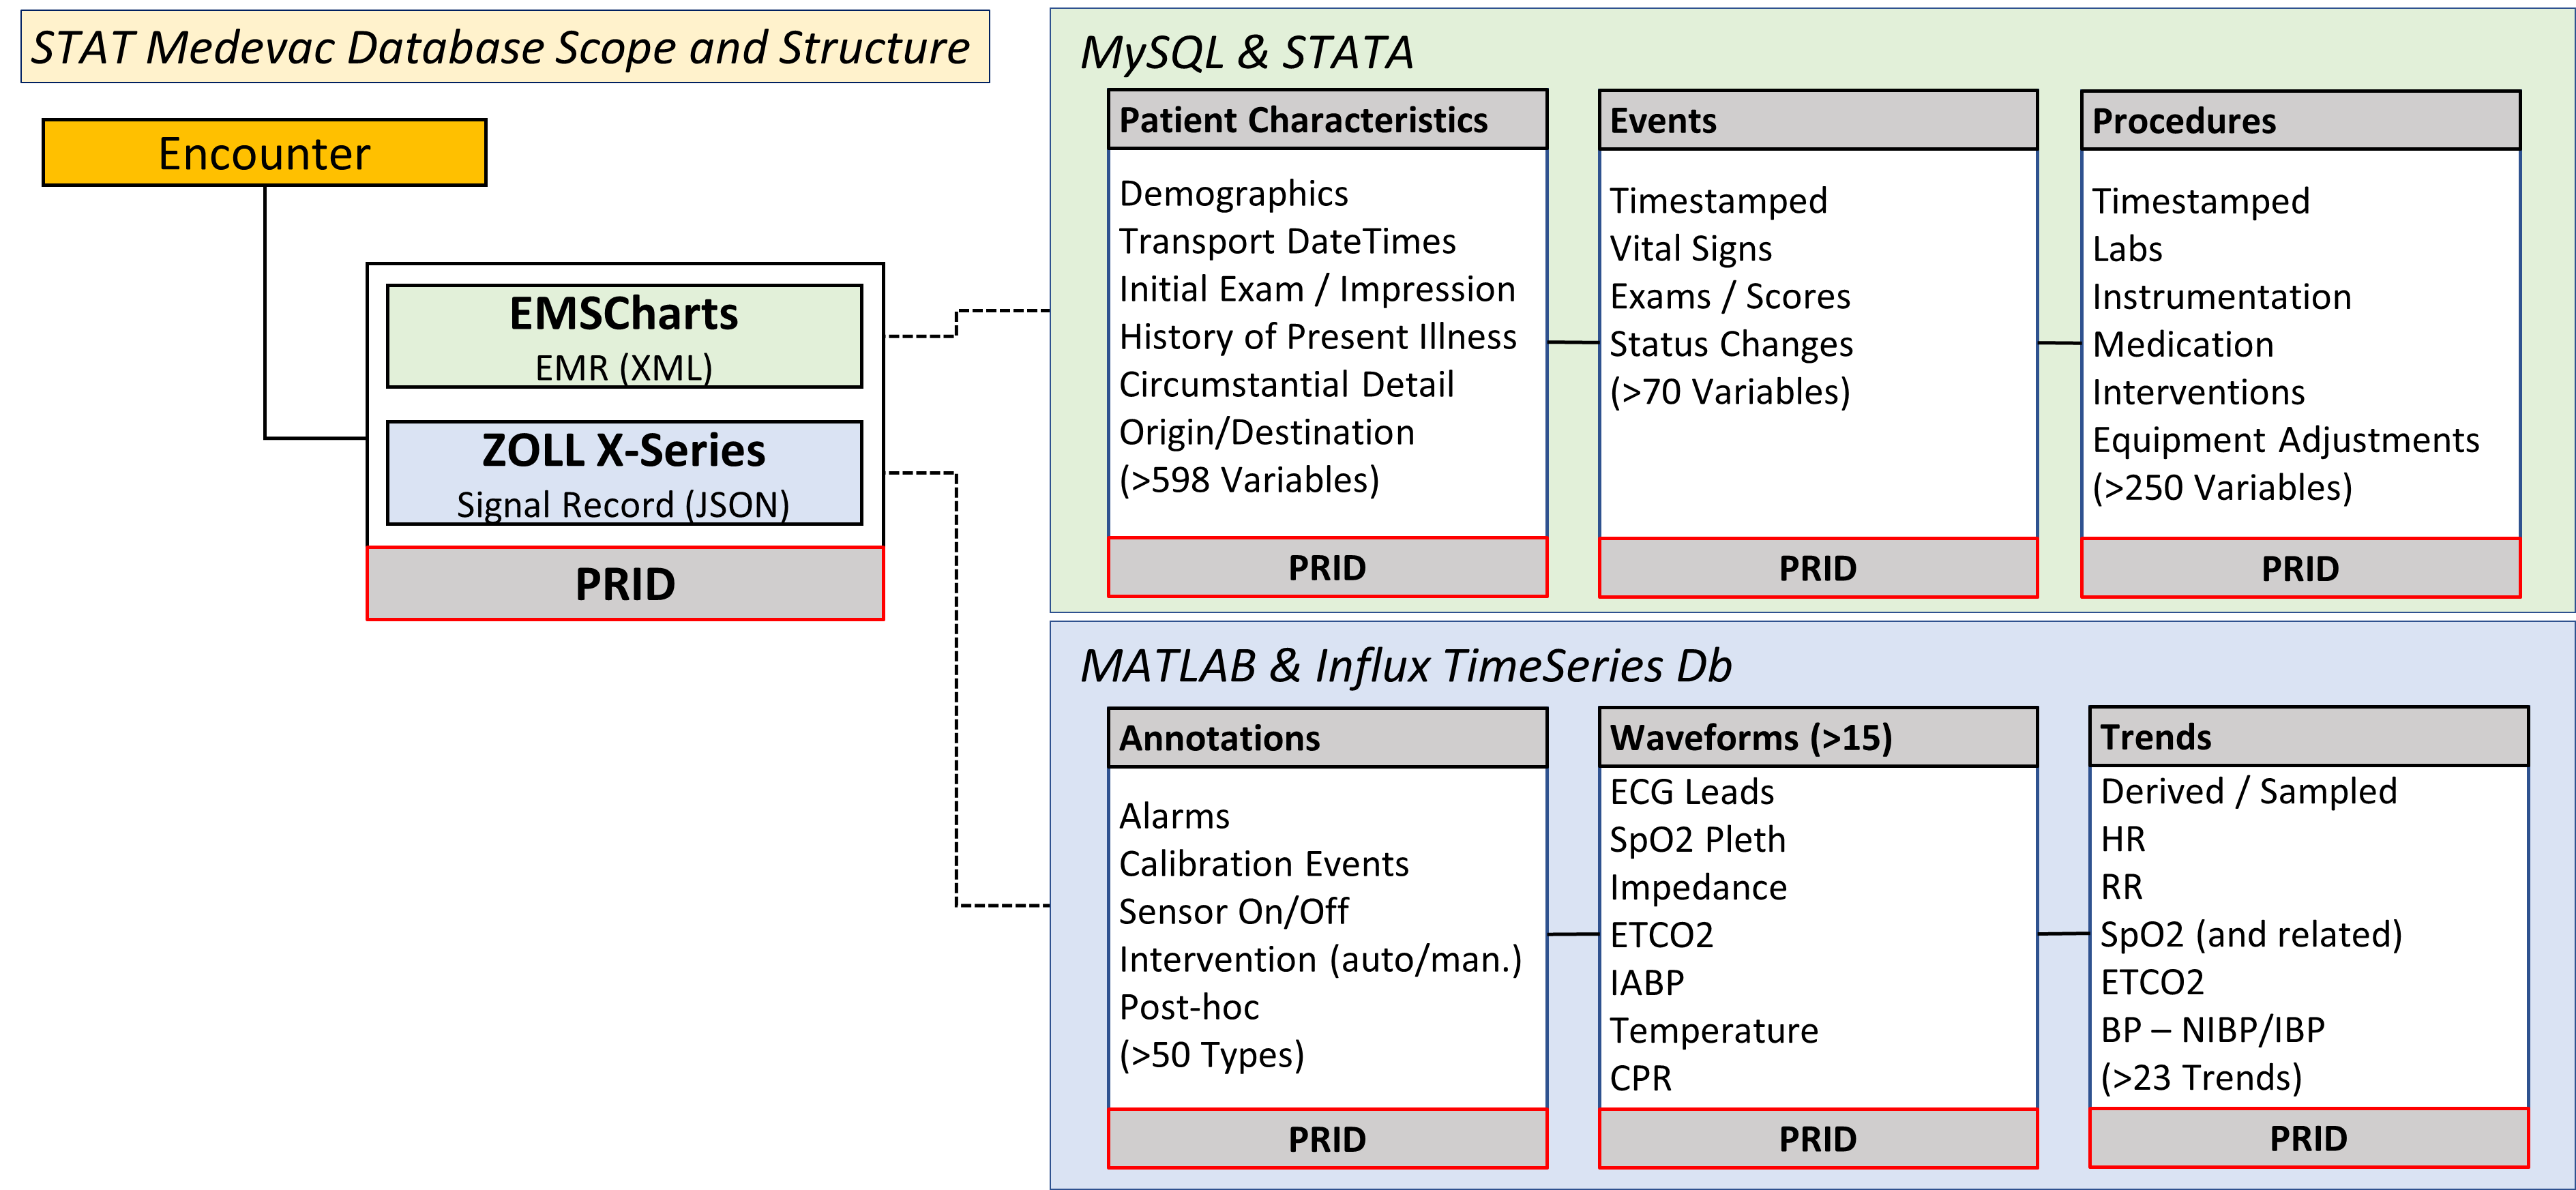 STAT Medevac Database Scope and Structure
Encounter
EMSCharts
EMR (XML)
ZOLL X-Series
Signal Record (JSON)
PRID
MySQL & STATA
Patient Characteristics
Demographics
Transport DateTimes
Initial Exam / Impression
History of Present Illness
Circumstantial Detail
Origin/Destination
(>598 Variables)
PRID
Events
Timestamped
Vital Signs
Exams / Scores
Status Changes
(>70 Variables)
PRID
Procedures
Timestamped
Labs
Instrumentation
Medication
Interventions
Equipment Adjustments
(>250 Variables)
PRID
MATLAB & Influx TimeSeries Db
Annotations
Alarms
Calibration Events
Sensor On/Off
Intervention (auto/man.)
Post-hoc
(>50 Types)
PRID
Waveforms (>15)
ECG Leads
SpO2 Pleth
Impedance
ETCO2
IABP
Temperature
CPR
PRID
Trends
Derived / Sampled
HR
RR
SpO2 (and related)
ETCO2
BP – NIBP/IBP
(>23 Trends)
PRID